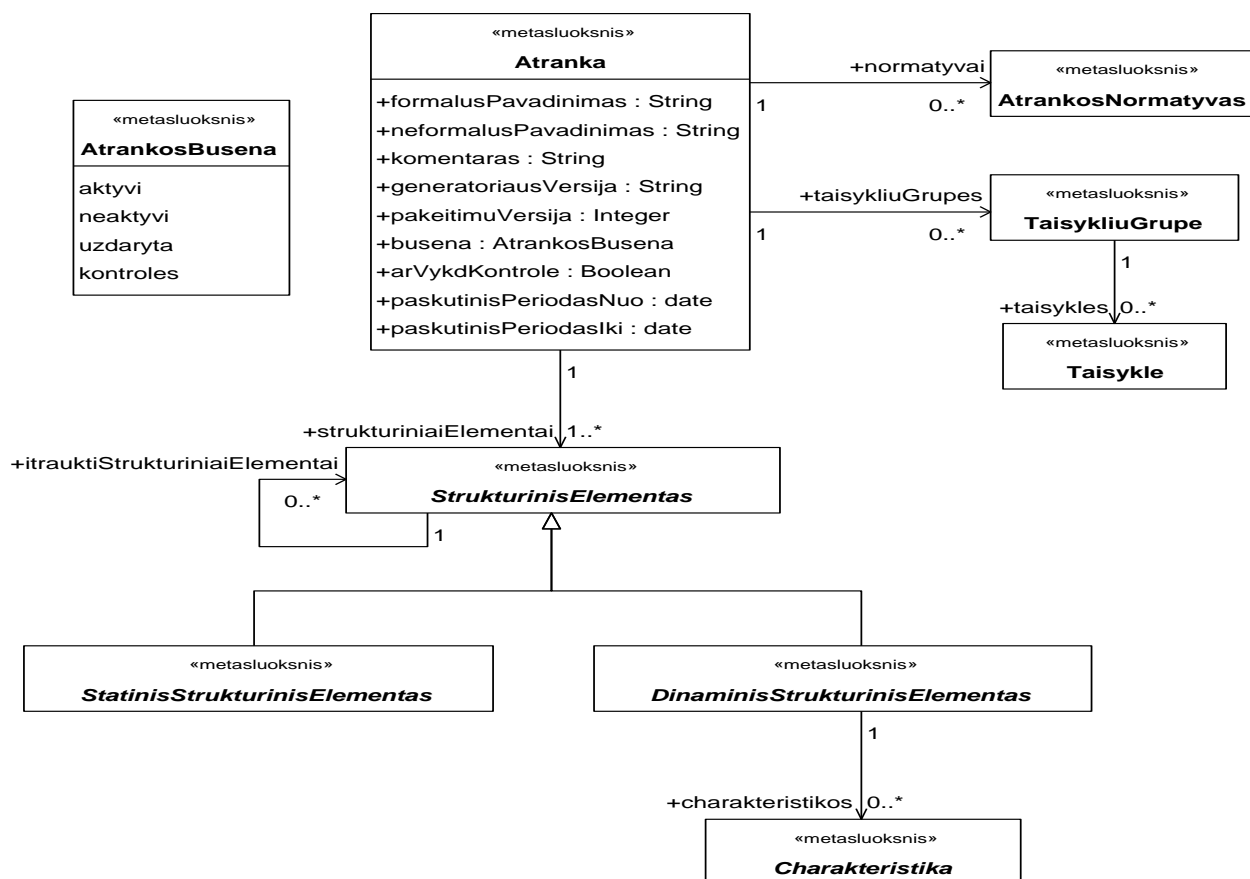 «metasluoksnis»
AtrankosBusena
aktyvi
neaktyvi
uzdaryta
kontroles
«metasluoksnis»
Atranka
+formalusPavadinimas : String
+neformalusPavadinimas : String
+komentaras : String
+generatoriausVersija : String
+pakeitimuVersija : Integer
+busena : AtrankosBusena
+arVykdKontrole : Boolean
+paskutinisPeriodasNuo : date
+paskutinisPeriodasIki : date
+normatyvai
1
0..*
«metasluoksnis»
AtrankosNormatyvas
+taisykliuGrupes
1
0..*
«metasluoksnis»
TaisykliuGrupe
1
+taisykles 0..*
«metasluoksnis»
Taisykle
1
+strukturiniaiElementai 1..*
+itrauktiStrukturiniaiElementai
0..*
1
«metasluoksnis»
StrukturinisElementas
«metasluoksnis»
StatinisStrukturinisElementas
«metasluoksnis»
DinaminisStrukturinisElementas
1
+charakteristikos 0..*
«metasluoksnis»
Charakteristika